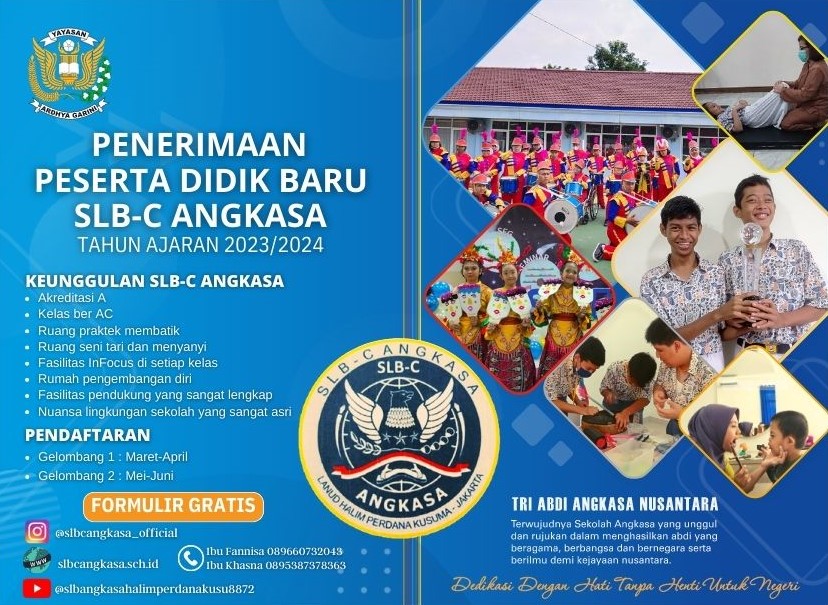 YAYASAN
ARDHYA GARINI
PENERIMAAN
PESERTA DIDIK BARU
SLB-C ANGKASA
TAHUN AJARAN 2023/2024
KEUNGGULAN SLB-C ANGKASA
• Akreditasi A
• Kelas ber AC
• Ruang praktek membatik
• Ruang seni tari dan menyanyi
• Fasilitas InFocus di setiap kelas
• Rumah pengembangan diri
• Fasilitas pendukung yang sangat lengkap
• Nuansa lingkungan sekolah yang sangat asri
PENDAFTARAN
• Gelombang 1 : Maret-April
• Gelombang 2 : Mei-Juni
FORMULIR GRATIS
@slbcangkasa_official
www
slbcangkasa.sch.id
Ibu Fannisa 089660732043
Ibu Khasna 0895387378363
@slbangkasahalimperdanakusu8872
SLB-C ANGKASA
SLB-C
ANGKASA
LANUD HALIM PERDANA KUSUMA - JAKARTA
TRI ABDI ANGKASA NUSANTARA
Terwujudnya Sekolah Angkasa yang unggul
dan rujukan dalam menghasilkan abdi yang
beragama, berbangsa dan bernegara serta
berilmu demi kejayaan nusantara.
Dedikasi Dengan Hati Tanpa Henti Untuk Negeri